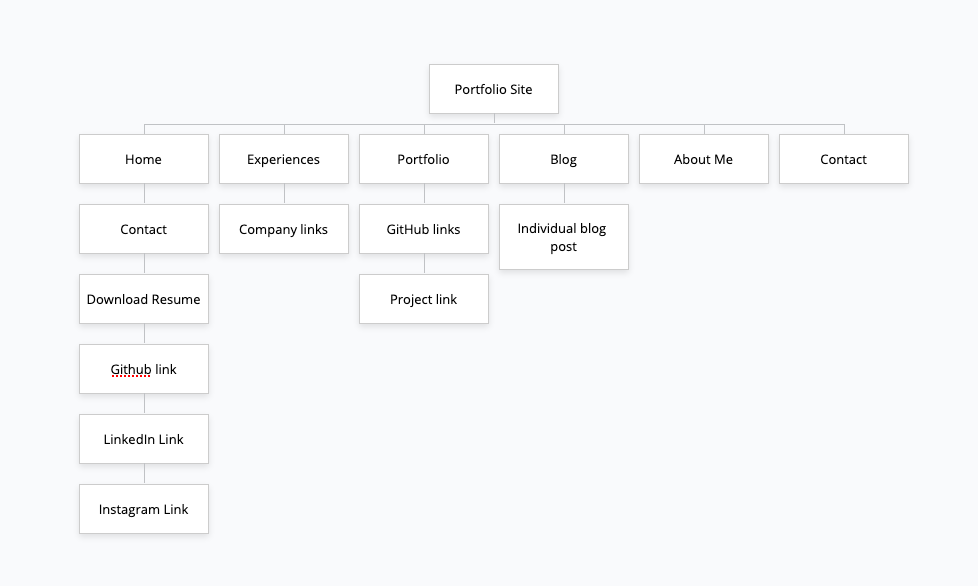 Portfolio Site
Home
Experiences
Portfolio
Blog
About Me
Contact
Contact
Company links
GitHub links
Individual blog
post
Download Resume
Project link
Github link
LinkedIn Link
Instagram Link